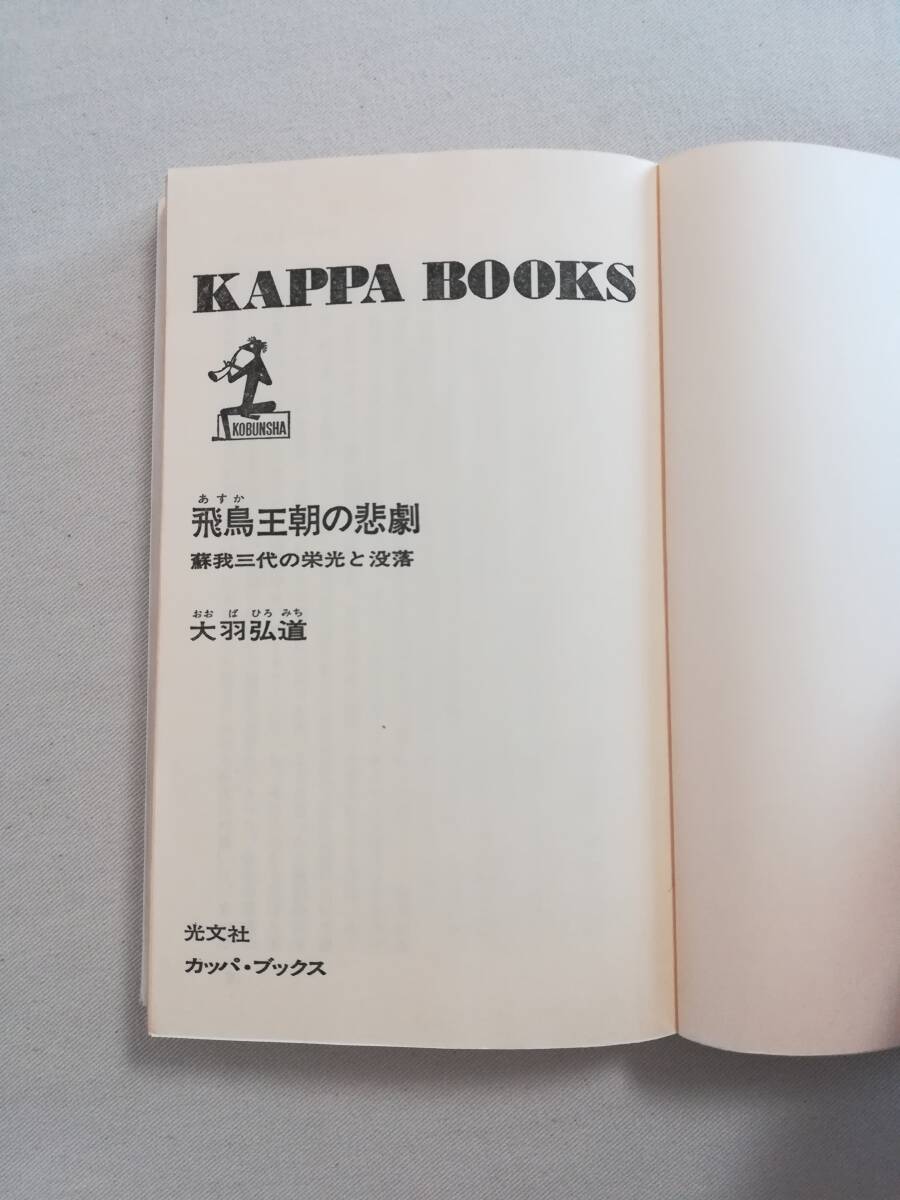 KAPPA BOOKS
KOBUNSHA
あすか
飛鳥王朝の悲劇
蘇我三代の栄光と没落
おお ば ひろ みち
大羽弘道
光文社
カッパ・ブックス